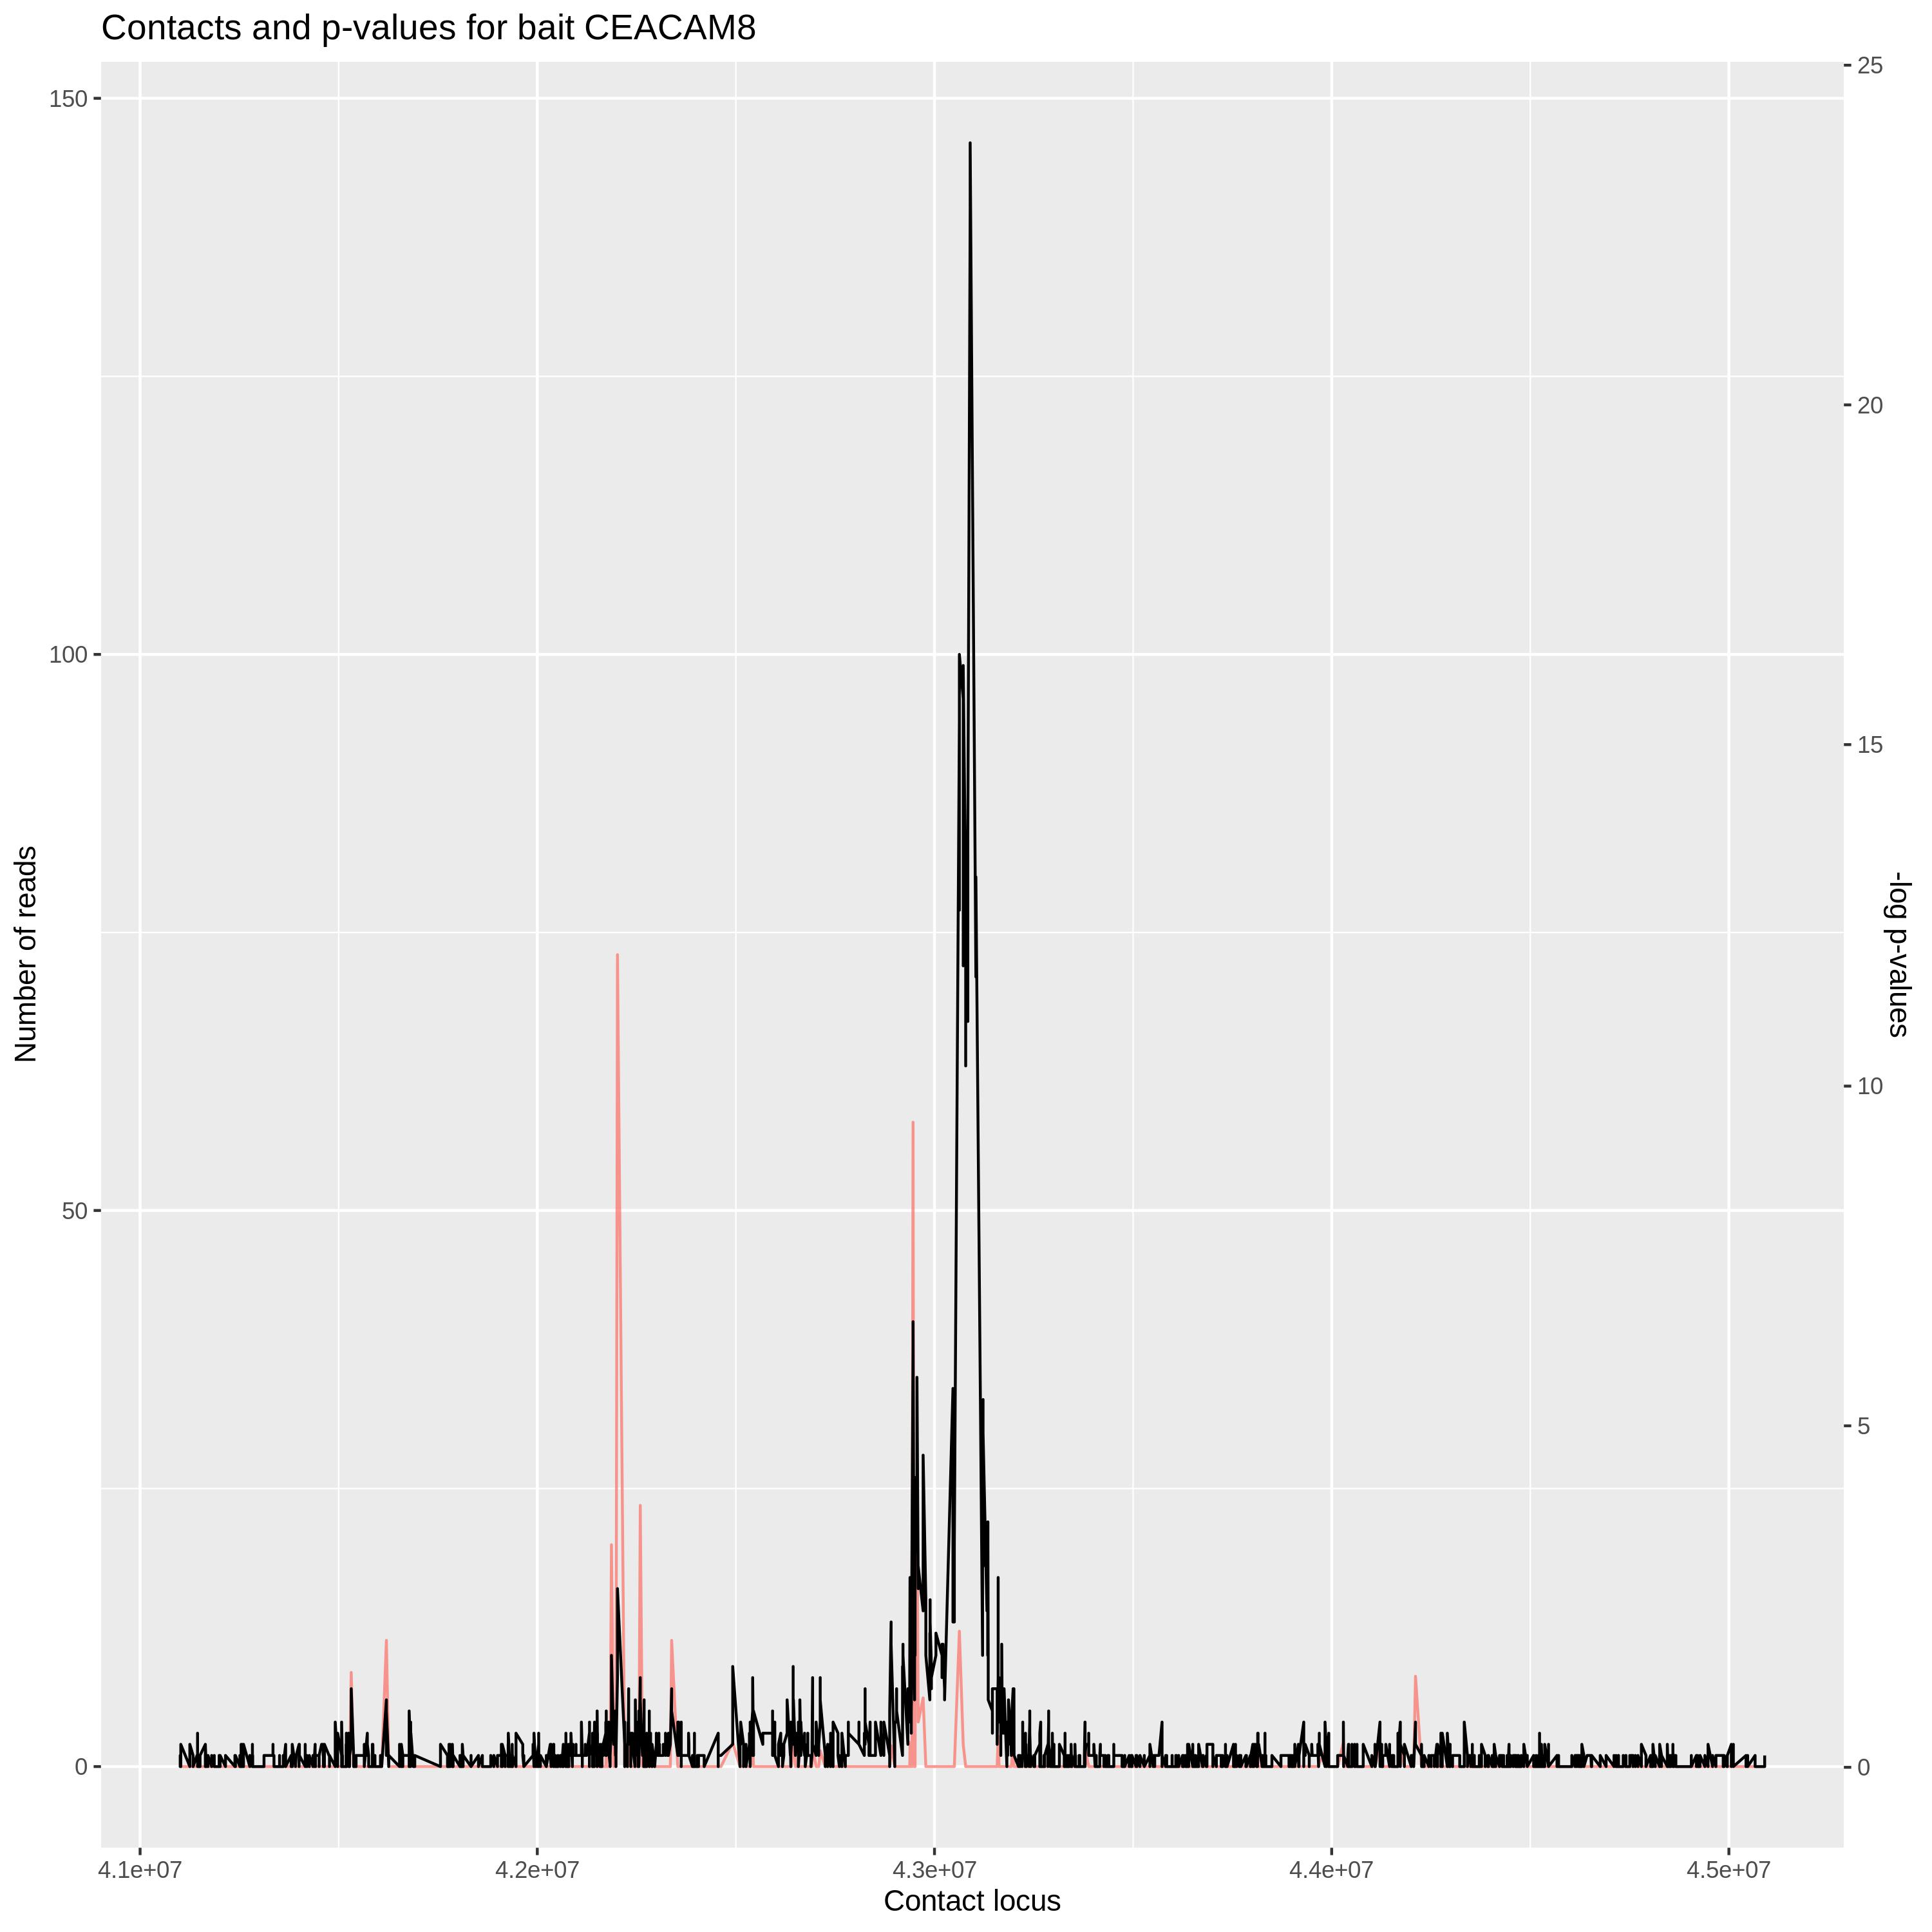 Contacts and p-values for bait CEACAM8
150
100
50
0
Number of reads
25
20
15
10
5
0
-log p-values
4.1e+07
4.2e+07
4.3e+07
4.4e+07
4.5e+07
Contact locus